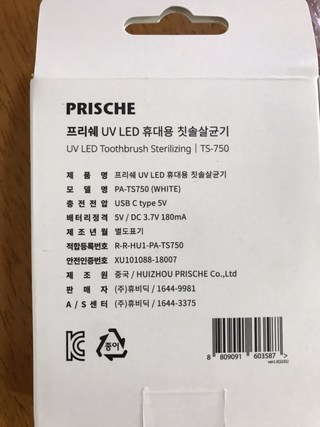 PRISCHE
프리쉐 UV LED 휴대용 칫솔살균기
UV LED Toothbrush Sterilizing | TS-750
제 품 명 프리쉐 UV LED 휴대용 칫솔살균기
모 델 명 PA-TS750 (WHITE)
충 전 전 압 USB C type 5V
배터리정격 5V / DC 3.7V 180mA
제 조 년 월 별도표기
적합등록번호 R-R-HU1-PA-TS750
안전인증번호 XU101088-18007
제 조 원 중국 / HUIZHOU PRISCHE Co.,Ltd
판 매 자 (주)휴비딕 / 1644-9981
A / S 센 터 (주)휴비딕 / 1644-3375
종이
8 809091 603587 >